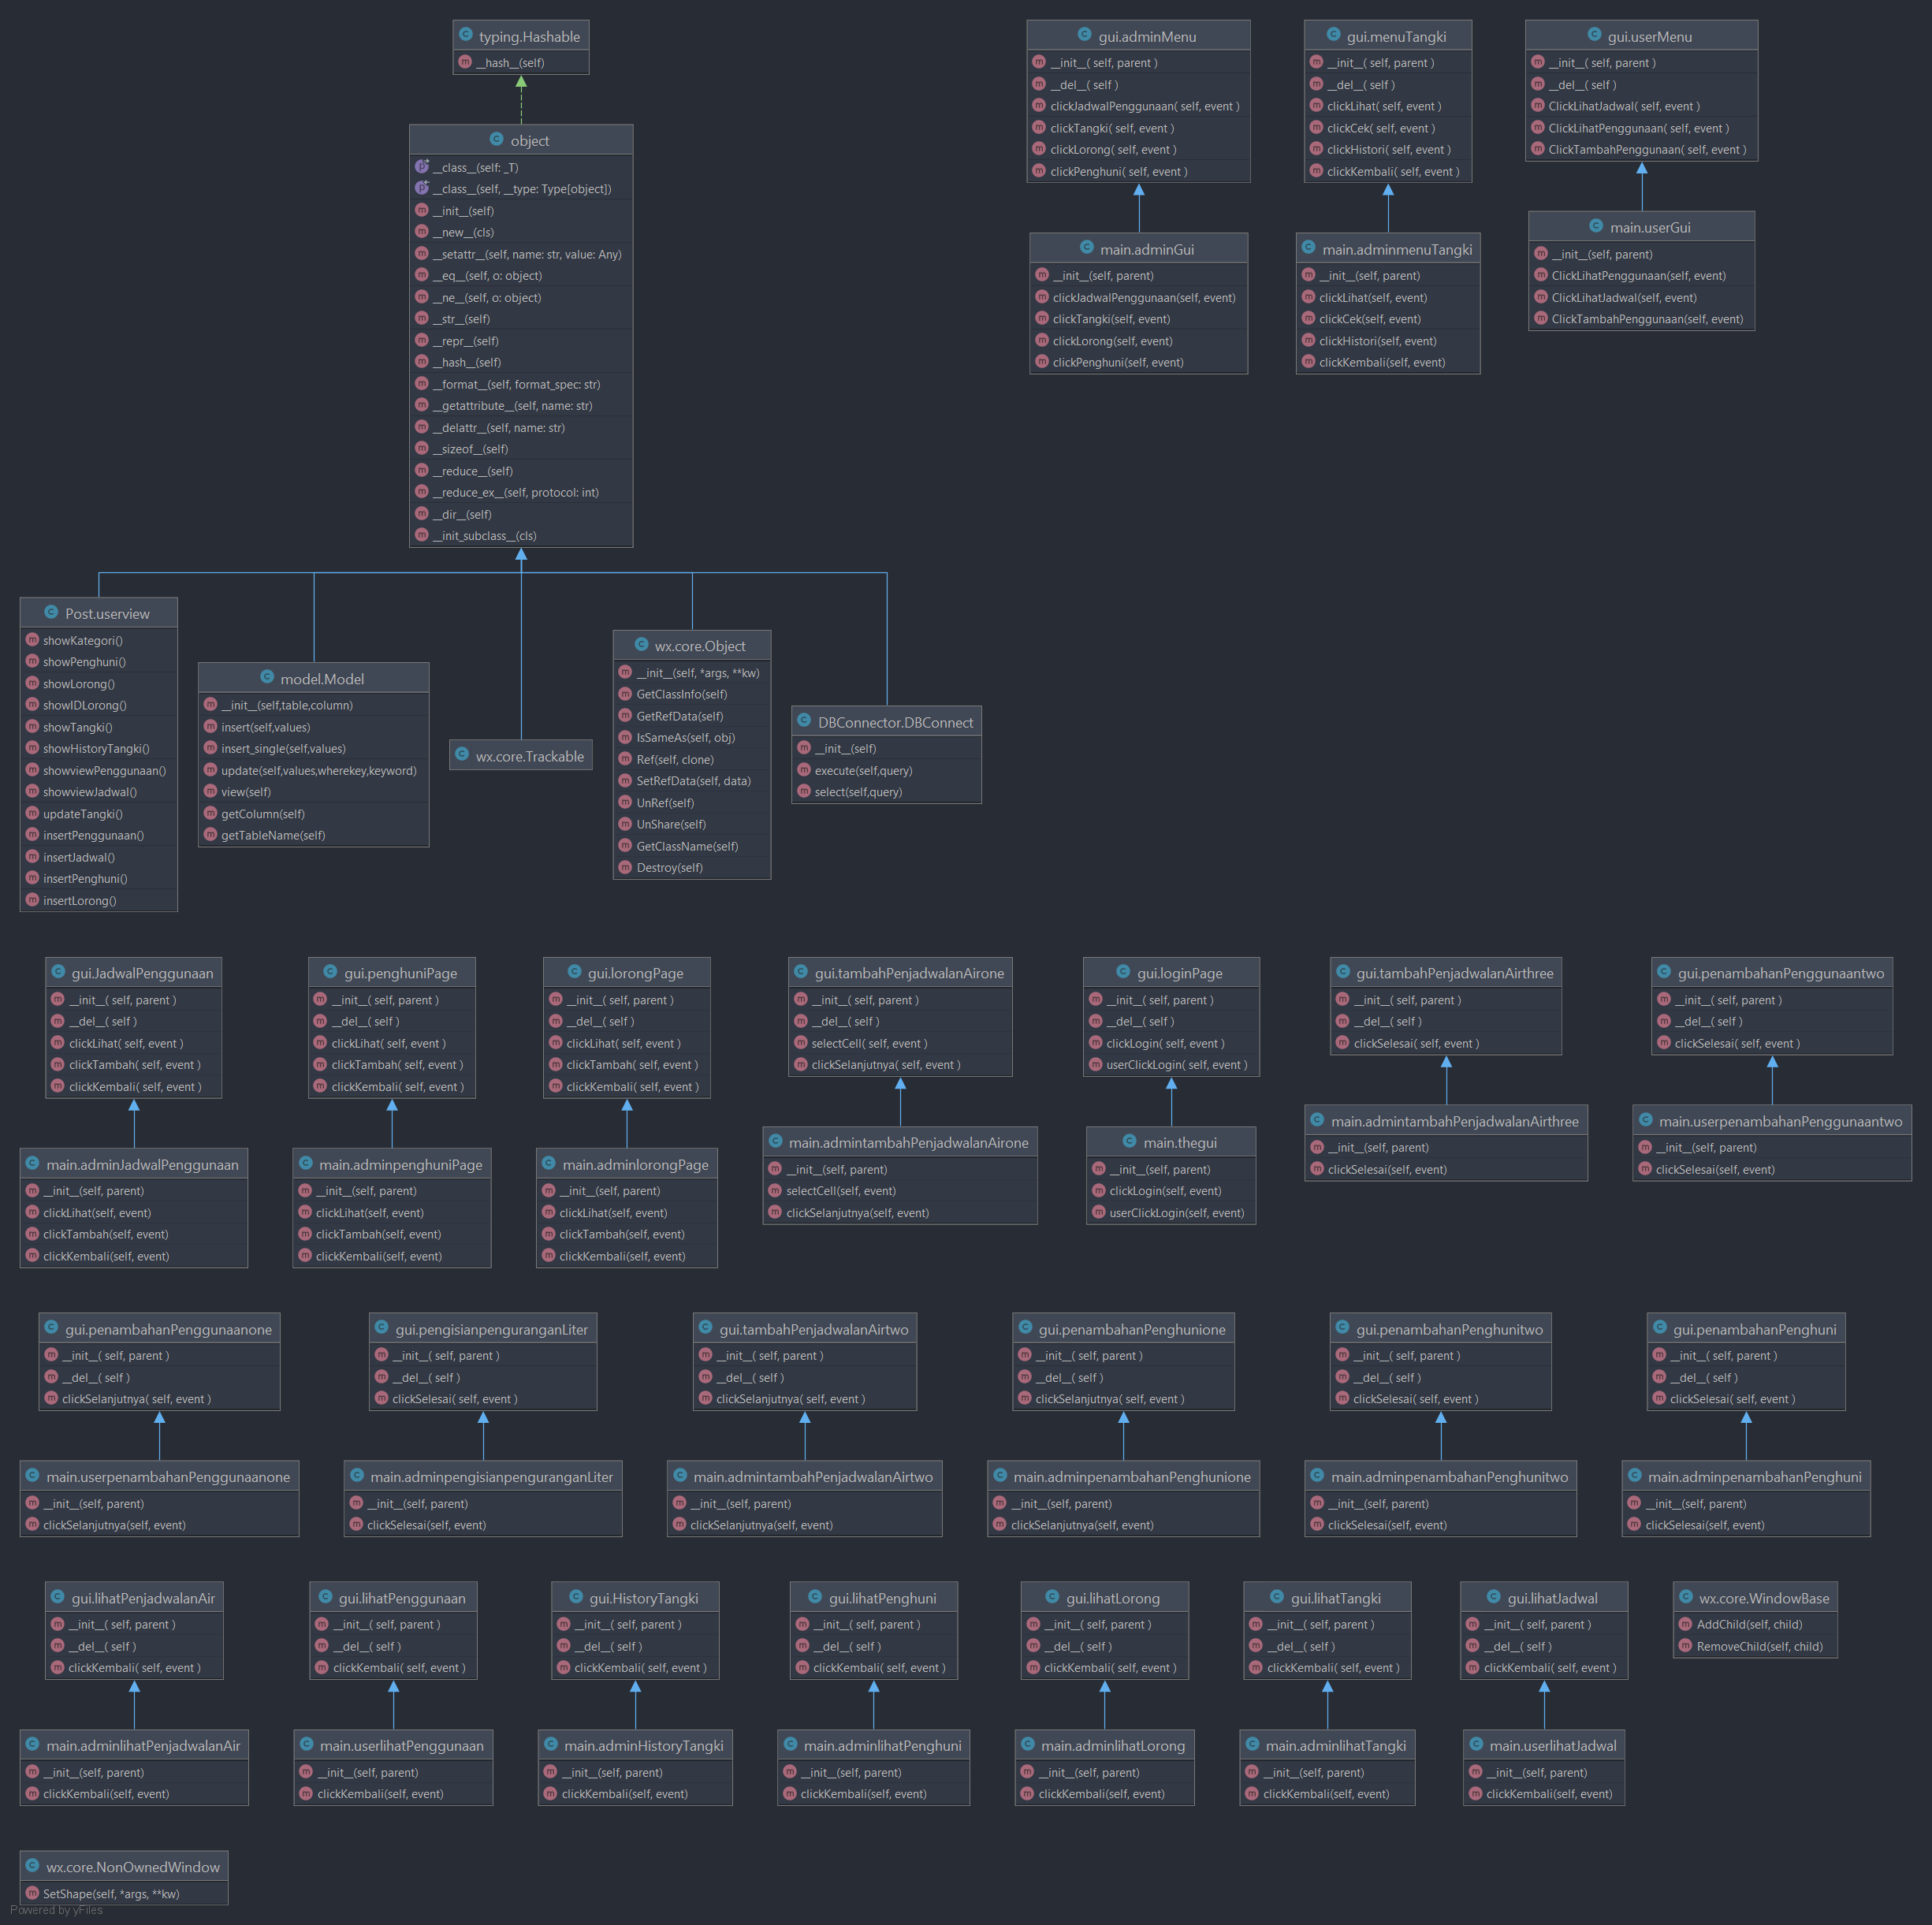 typing.Hashable
__hash__(self)
object
__class__(self: _T)
__class__(self, __type: Type[object])
__init__(self)
__new__(cls)
__setattr__(self, name: str, value: Any)
__eq__(self, o: object)
__ne__(self, o: object)
__str__(self)
__repr__(self)
__hash__(self)
__format__(self, format_spec: str)
__getattribute__(self, name: str)
__delattr__(self, name: str)
__sizeof__(self)
__reduce__(self)
__reduce_ex__(self, protocol: int)
__dir__(self)
__init_subclass__(cls)
gui.adminMenu
__init__( self, parent )
__del__( self )
clickJadwalPenggunaan( self, event )
clickTangki( self, event )
clickLorong( self, event )
clickPenghuni( self, event )
main.adminGui
__init__(self, parent)
clickJadwalPenggunaan(self, event)
clickTangki(self, event)
clickLorong(self, event)
clickPenghuni(self, event)
gui.menuTangki
__init__( self, parent )
__del__( self )
clickLihat( self, event )
clickCek( self, event )
clickHistori( self, event )
clickKembali( self, event )
main.adminmenuTangki
__init__(self, parent)
clickLihat(self, event)
clickCek(self, event)
clickHistori(self, event)
clickKembali(self, event)
gui.userMenu
__init__( self, parent )
__del__( self )
ClickLihatJadwal( self, event )
ClickLihatPenggunaan( self, event )
ClickTambahPenggunaan( self, event )
main.userGui
__init__(self, parent)
ClickLihatPenggunaan(self, event)
ClickLihatJadwal(self, event)
ClickTambahPenggunaan(self, event)
Post.userview
showKategori()
showPenghuni()
showLorong()
showIDLorong()
showTangki()
showHistoryTangki()
showviewPenggunaan()
showviewJadwal()
updateTangki()
insertPenggunaan()
insertJadwal()
insertPenghuni()
insertLorong()
model.Model
__init__(self,table,column)
insert(self,values)
insert_single(self,values)
update(self,values,wherekey,keyword)
view(self)
getColumn(self)
getTableName(self)
wx.core.Trackable
wx.core.Object
__init__(self, *args, **kw)
GetClassInfo(self)
GetRefData(self)
IsSameAs(self, obj)
Ref(self, clone)
SetRefData(self, data)
UnRef(self)
UnShare(self)
GetClassName(self)
Destroy(self)
DBConnector.DBConnect
__init__(self)
execute(self,query)
select(self,query)
gui.JadwalPenggunaan
__init__( self, parent )
__del__( self )
clickLihat( self, event )
clickTambah( self, event )
clickKembali( self, event )
main.adminJadwalPenggunaan
__init__(self, parent)
clickLihat(self, event)
clickTambah(self, event)
clickKembali(self, event)
gui.penghuniPage
__init__( self, parent )
__del__( self )
clickLihat( self, event )
clickTambah( self, event )
clickKembali( self, event )
main.adminpenghuniPage
__init__(self, parent)
clickLihat(self, event)
clickTambah(self, event)
clickKembali(self, event)
gui.lorongPage
__init__( self, parent )
__del__( self )
clickLihat( self, event )
clickTambah( self, event )
clickKembali( self, event )
main.adminlorongPage
__init__(self, parent)
clickLihat(self, event)
clickTambah(self, event)
clickKembali(self, event)
gui.tambahPenjadwalanAirone
__init__( self, parent )
__del__( self )
selectCell( self, event )
clickSelanjutnya( self, event )
main.admintambahPenjadwalanAirone
__init__(self, parent)
selectCell(self, event)
clickSelanjutnya(self, event)
gui.loginPage
__init__( self, parent )
__del__( self )
clickLogin( self, event )
userClickLogin( self, event )
main.thegui
__init__(self, parent)
clickLogin(self, event)
userClickLogin(self, event)
gui.tambahPenjadwalanAirthree
__init__( self, parent )
__del__( self )
clickSelesai( self, event )
main.admintambahPenjadwalanAirthree
__init__(self, parent)
clickSelesai(self, event)
gui.penambahanPenggunaantwo
__init__( self, parent )
__del__( self )
clickSelesai( self, event )
main.userpenambahanPenggunaantwo
__init__(self, parent)
clickSelesai(self, event)
gui.penambahanPenggunaanone
__init__( self, parent )
__del__( self )
clickSelanjutnya( self, event )
main.userpenambahanPenggunaanone
__init__(self, parent)
clickSelanjutnya(self, event)
gui.pengisianpenguranganLiter
__init__( self, parent )
__del__( self )
clickSelesai( self, event )
main.adminpengisianpenguranganLiter
__init__(self, parent)
clickSelesai(self, event)
gui.tambahPenjadwalanAirtwo
__init__( self, parent )
__del__( self )
clickSelanjutnya( self, event )
main.admintambahPenjadwalanAirtwo
__init__(self, parent)
clickSelanjutnya(self, event)
gui.penambahanPenghunione
__init__( self, parent )
__del__( self )
clickSelanjutnya( self, event )
main.adminpenambahanPenghunione
__init__(self, parent)
clickSelanjutnya(self, event)
gui.penambahanPenghunitwo
__init__( self, parent )
__del__( self )
clickSelesai( self, event )
main.adminpenambahanPenghunitwo
__init__(self, parent)
clickSelesai(self, event)
gui.penambahanPenghuni
__init__( self, parent )
__del__( self )
clickSelesai( self, event )
main.adminpenambahanPenghuni
__init__(self, parent)
clickSelesai(self, event)
gui.lihatPenjadwalanAir
__init__( self, parent )
__del__( self )
clickKembali( self, event )
main.adminlihatPenjadwalanAir
__init__(self, parent)
clickKembali(self, event)
gui.lihatPenggunaan
__init__( self, parent )
__del__( self )
clickKembali( self, event )
main.userlihatPenggunaan
__init__(self, parent)
clickKembali(self, event)
gui.HistoryTangki
__init__( self, parent )
__del__( self )
clickKembali( self, event )
main.adminHistoryTangki
__init__(self, parent)
clickKembali(self, event)
gui.lihatPenghuni
__init__( self, parent )
__del__( self )
clickKembali( self, event )
main.adminlihatPenghuni
__init__(self, parent)
clickKembali(self, event)
gui.lihatLorong
__init__( self, parent )
__del__( self )
clickKembali( self, event )
main.adminlihatLorong
__init__(self, parent)
clickKembali(self, event)
gui.lihatTangki
__init__( self, parent )
__del__( self )
clickKembali( self, event )
main.adminlihatTangki
__init__(self, parent)
clickKembali(self, event)
gui.lihatJadwal
__init__( self, parent )
__del__( self )
clickKembali( self, event )
main.userlihatJadwal
__init__(self, parent)
clickKembali(self, event)
wx.core.WindowBase
AddChild(self, child)
RemoveChild(self, child)
wx.core.NonOwnedWindow
SetShape(self, *args, **kw)
Powered by yFiles